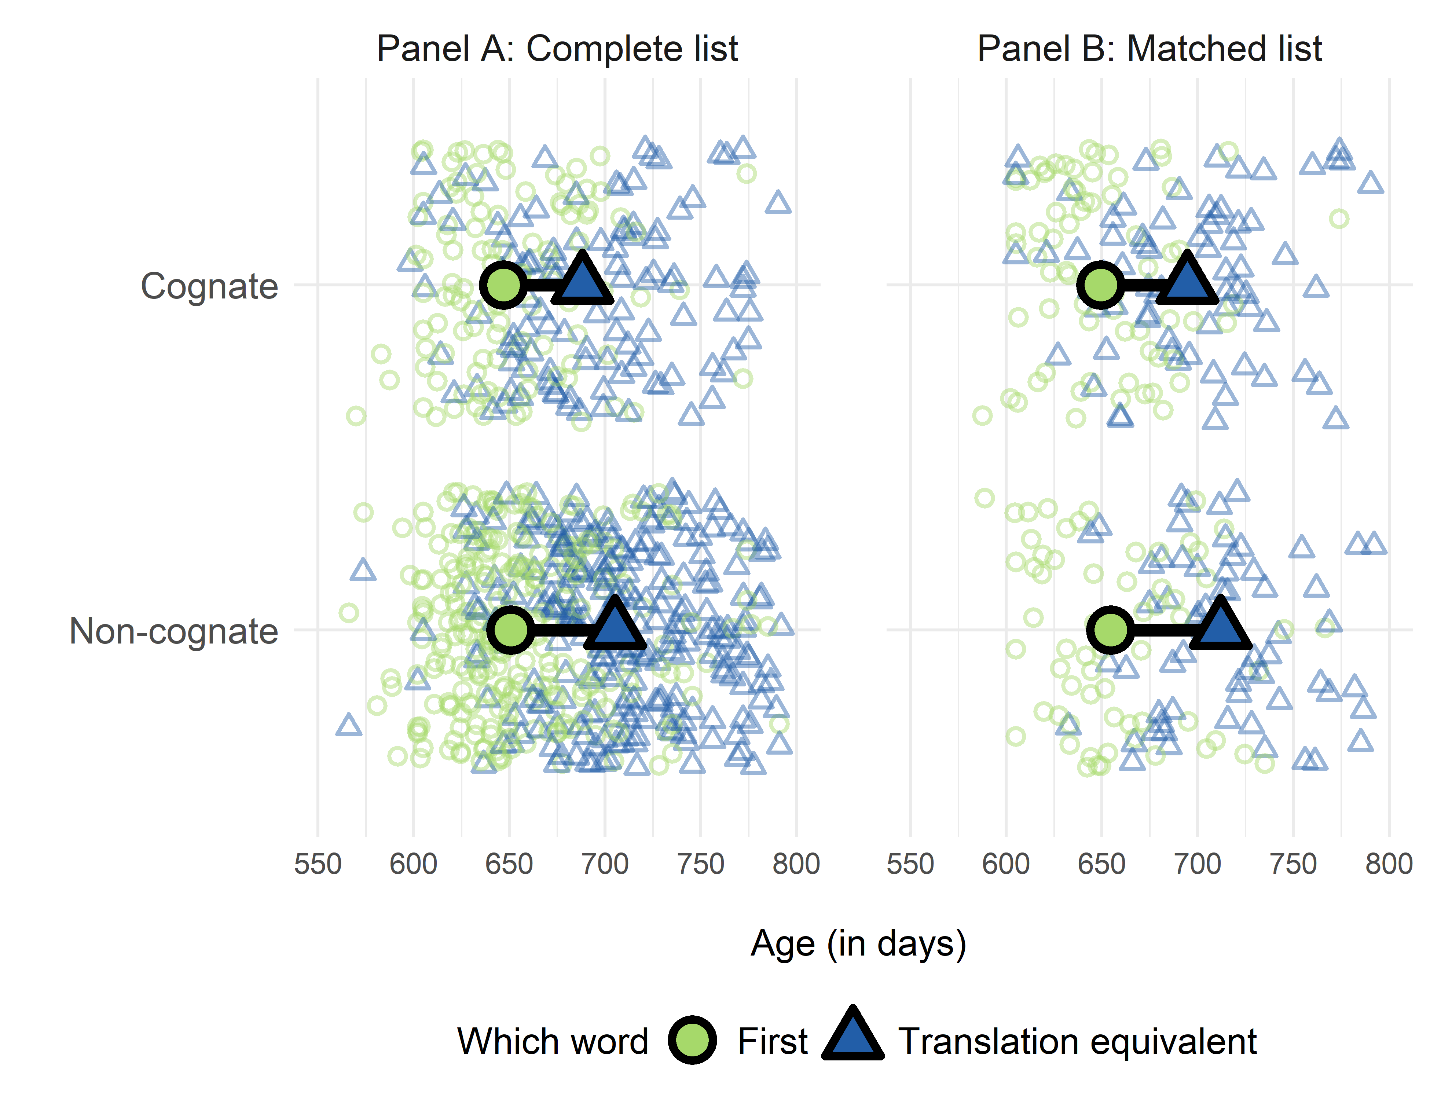 Panel A: Complete list
Panel B: Matched list
Cognate
Non-cognate
550 600 650 700 750 800
550 600 650 700 750 800
Age (in days)
Which word First Translation equivalent